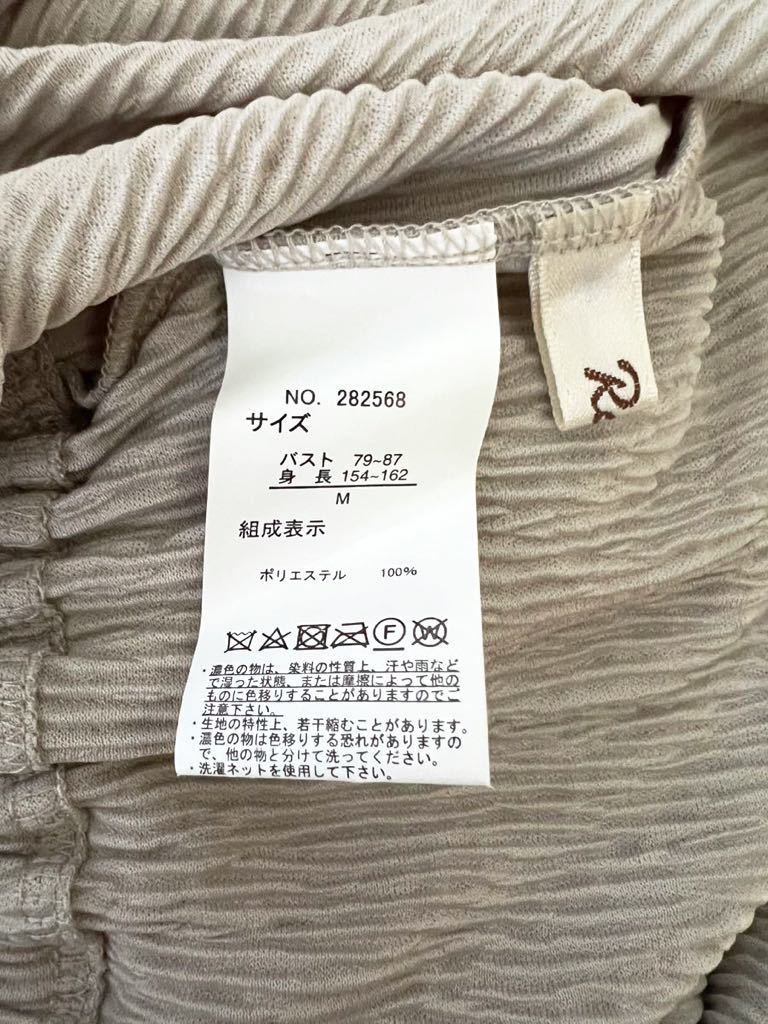 NO. 282568
サイズ
バスト 79~87
身 長 154~162
M
組成表示
ポリエステル 100%
F W
・濃色の物は、染料の性質上、汗や雨など
で湿った状態、または摩擦によって他の
ものに色移りすることがありますのでご
注意下さい。
・生地の特性上、若干縮むことがあります。
・濃色の物は色移りする恐れがありますの
で、他の物と分けて洗ってください。
・洗濯ネットを使用して下さい。